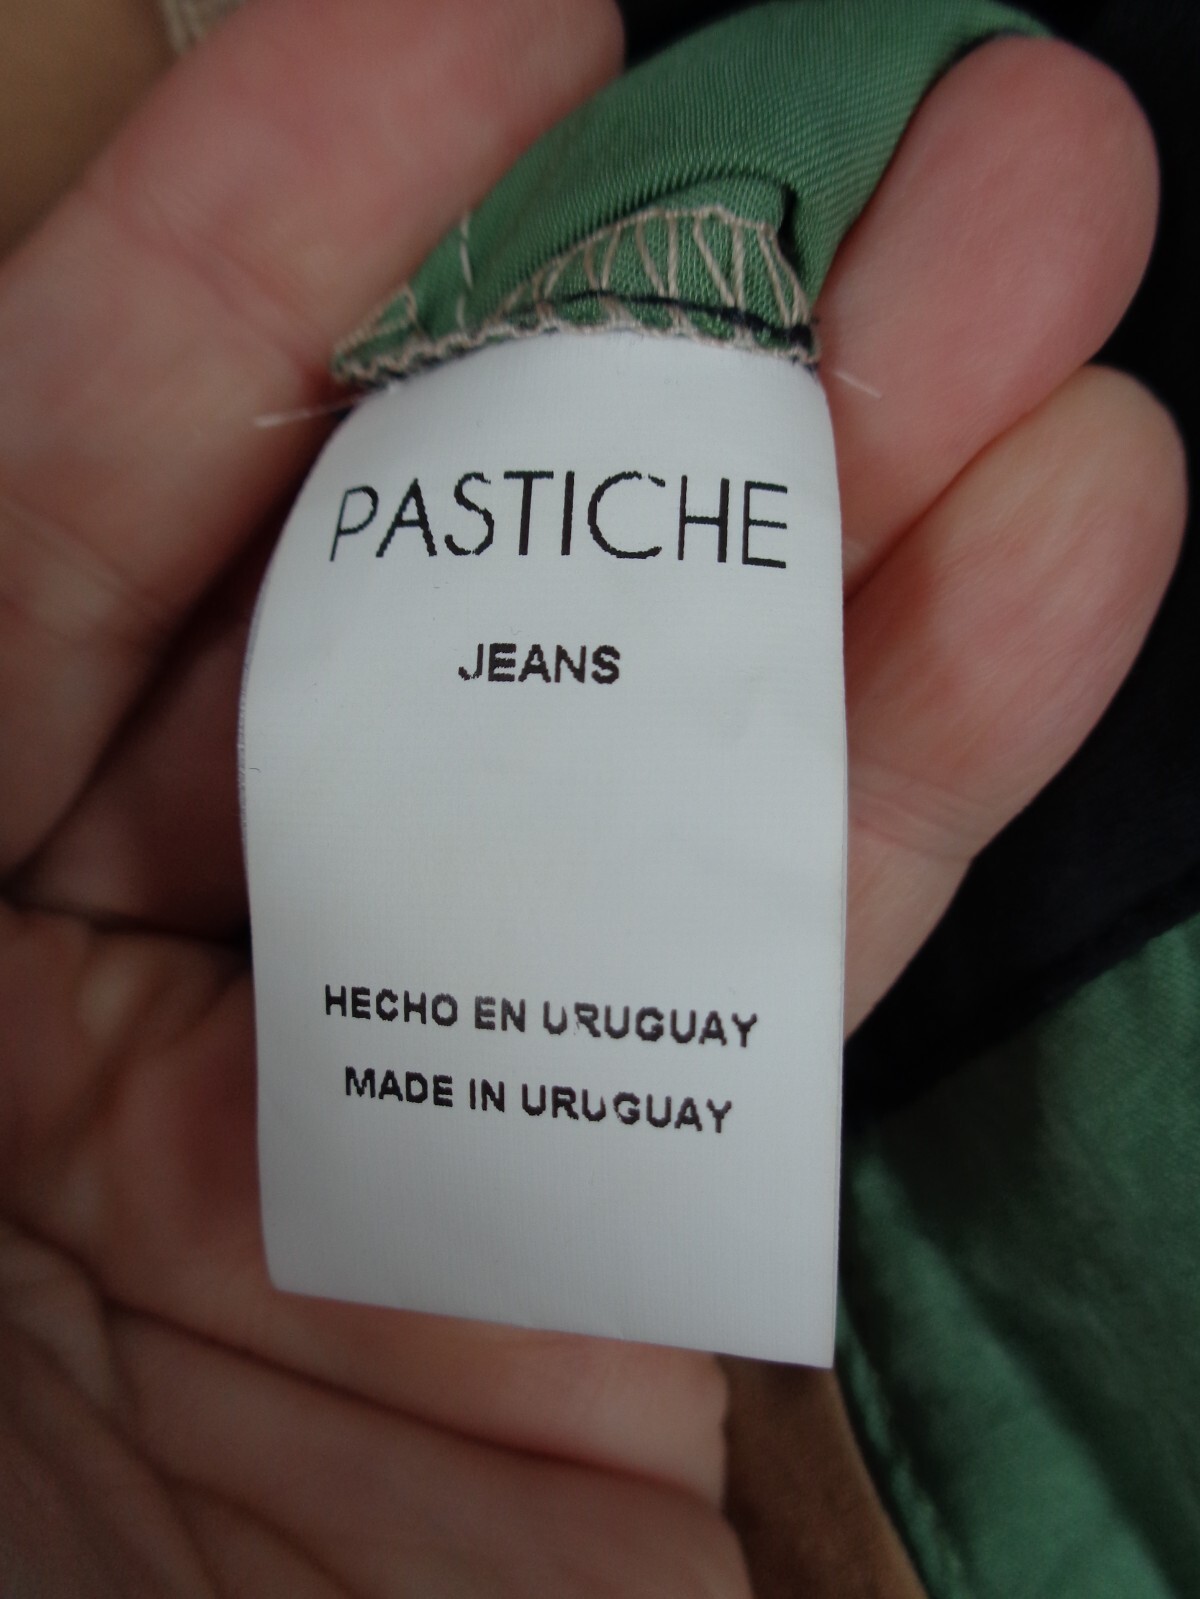 PASTICHE
JEANS
HECHO EN URUGUAY
MADE IN URUGUAY